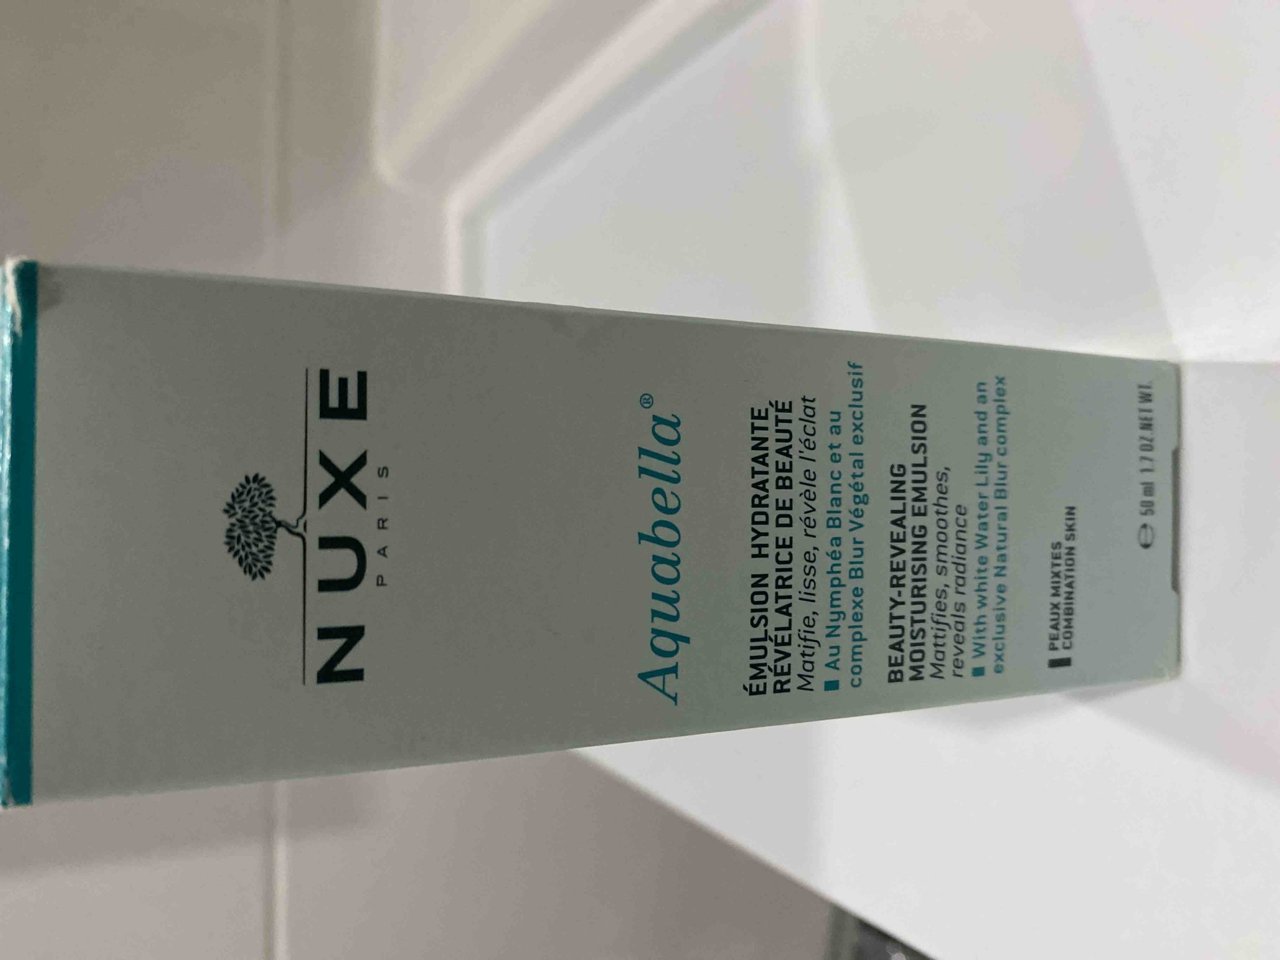 NUXE
PARIS
Aquabella®
ÉMULSION HYDRATANTE
RÉVÉLATRICE DE BEAUTÉ
Matifie, lisse, révèle l'éclat
Au Nymphéa Blanc et au
complexe Blur Végétal exclusif
BEAUTY-REVEALING
MOISTURISING EMULSION
Mattifies, smoothes,
reveals radiance
With white Water Lily and an
exclusive Natural Blur complex
PEAUX MIXTES
COMBINATION SKIN
℮ 50 ml 1.7 OZ.NET WT.